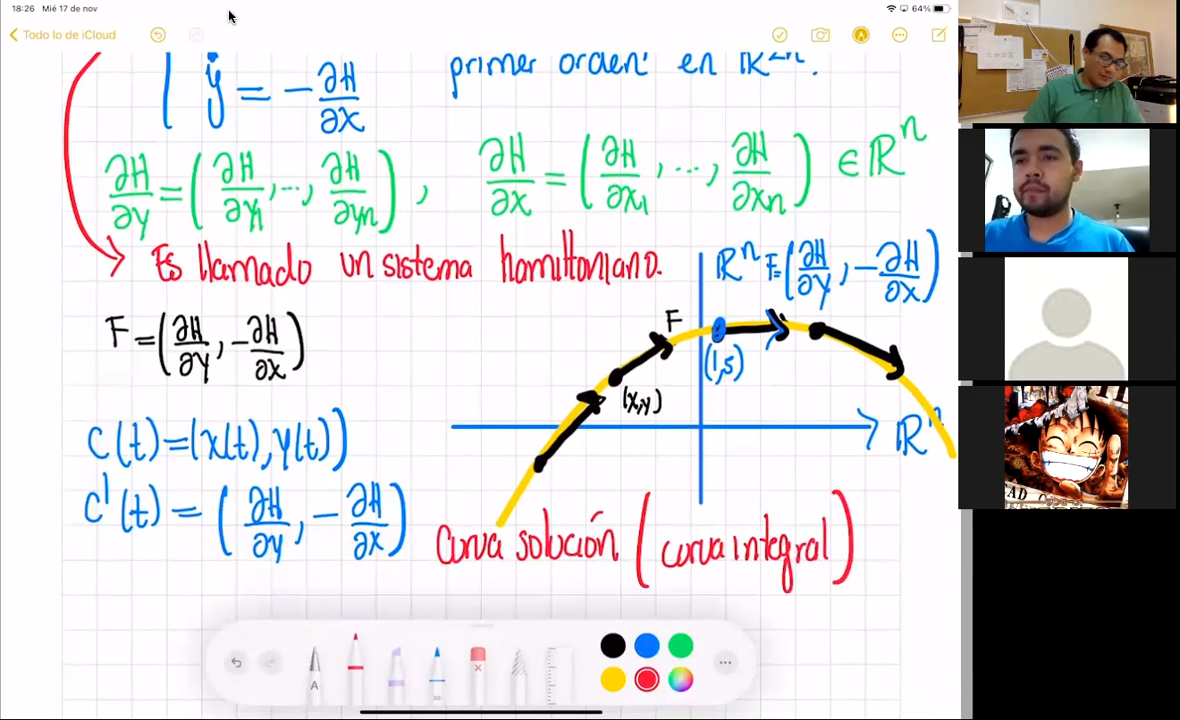 18:26 Mié 17 de nov
64%
Todo lo de iCloud
primer orden en ℝ²ⁿ.
ẏ = -∂H/∂x
∂H/∂y = (∂H/∂y₁, ..., ∂H/∂yn), ∂H/∂x = (∂H/∂x₁, ..., ∂H/∂xn) ∈ ℝⁿ
Es llamado un sistema hamiltoniano.
ℝⁿ F=(∂H/∂y, -∂H/∂x)
F = (∂H/∂y, -∂H/∂x)
F
(1,5)
(x,y)
ℝⁿ
C(t)=(x(t),y(t))
C'(t) = (∂H/∂y, -∂H/∂x)
Curva solución (curva integral)
A
AD